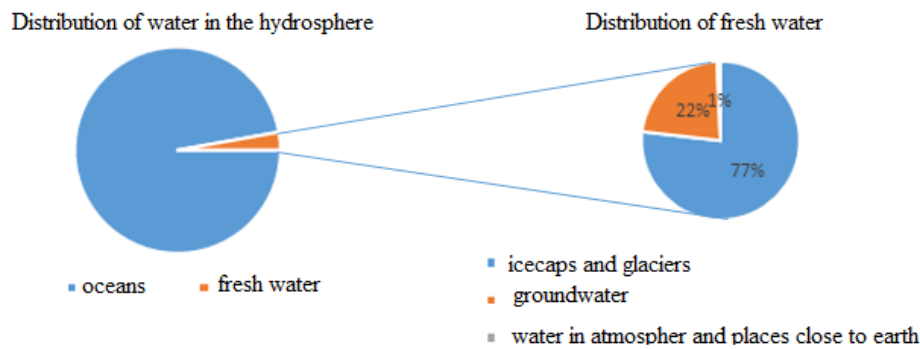 Distribution of water in the hydrosphere
Distribution of fresh water
1%
22%
77%
oceans
fresh water
icecaps and glaciers
groundwater
water in atmospher and places close to earth